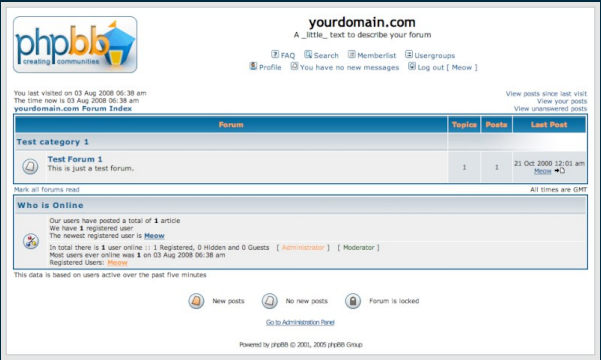 phpbb
creating communities
yourdomain.com
A _little_ text to describe your forum
FAQ Search Memberlist Usergroups
Profile You have no new messages Log out [ Meow ]
You last visited on 03 Aug 2008 06:38 am
The time now is 03 Aug 2008 06:38 am
yourdomain.com Forum Index
View posts since last visit
View your posts
View unanswered posts
Forum Topics Posts Last Post
Test category 1
Test Forum 1
This is just a test forum.
1 1
21 Oct 2000 12:01 am
Meow
Mark all forums read
All times are GMT
Who is Online
Our users have posted a total of 1 article
We have 1 registered user
The newest registered user is Meow
In total there is 1 user online :: 1 Registered, 0 Hidden and 0 Guests [ Administrator ] [ Moderator ]
Most users ever online was 1 on 03 Aug 2008 06:38 am
Registered Users: Meow
This data is based on users active over the past five minutes
New posts No new posts Forum is locked
Go to Administration Panel
Powered by phpBB © 2001, 2005 phpBB Group